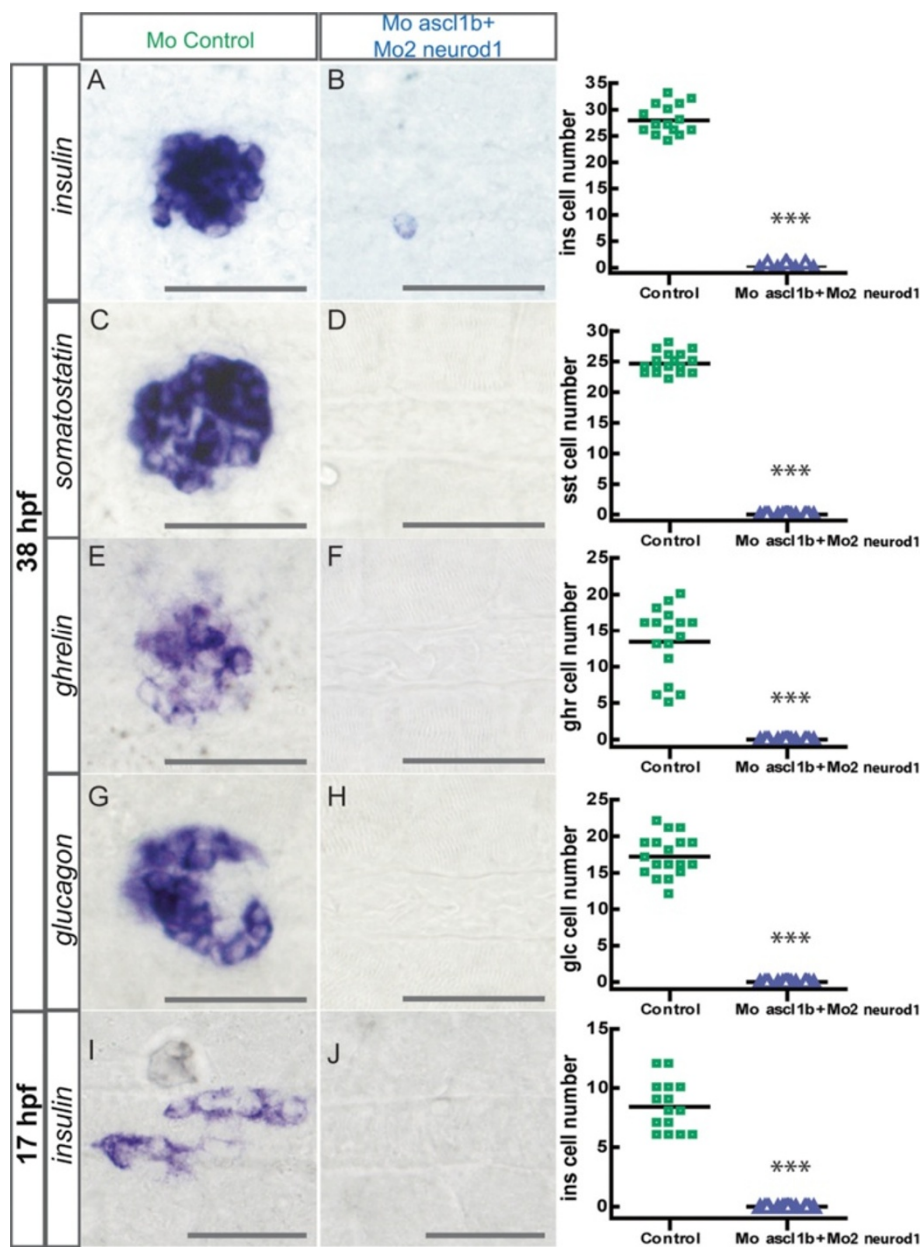 Mo Control
Mo ascl1b+
Mo2 neurod1
38 hpf
insulin
A
B
ins cell number
35
30
25
20
15
10
5
0
***
Control
Mo ascl1b+Mo2 neurod1
somatostatin
C
D
sst cell number
30
25
20
15
10
5
0
***
Control
Mo ascl1b+Mo2 neurod1
ghrelin
E
F
ghr cell number
25
20
15
10
5
0
***
Control
Mo ascl1b+Mo2 neurod1
glucagon
G
H
glc cell number
25
20
15
10
5
0
***
Control
Mo ascl1b+Mo2 neurod1
17 hpf
insulin
I
J
ins cell number
15
10
5
0
***
Control
Mo ascl1b+Mo2 neurod1